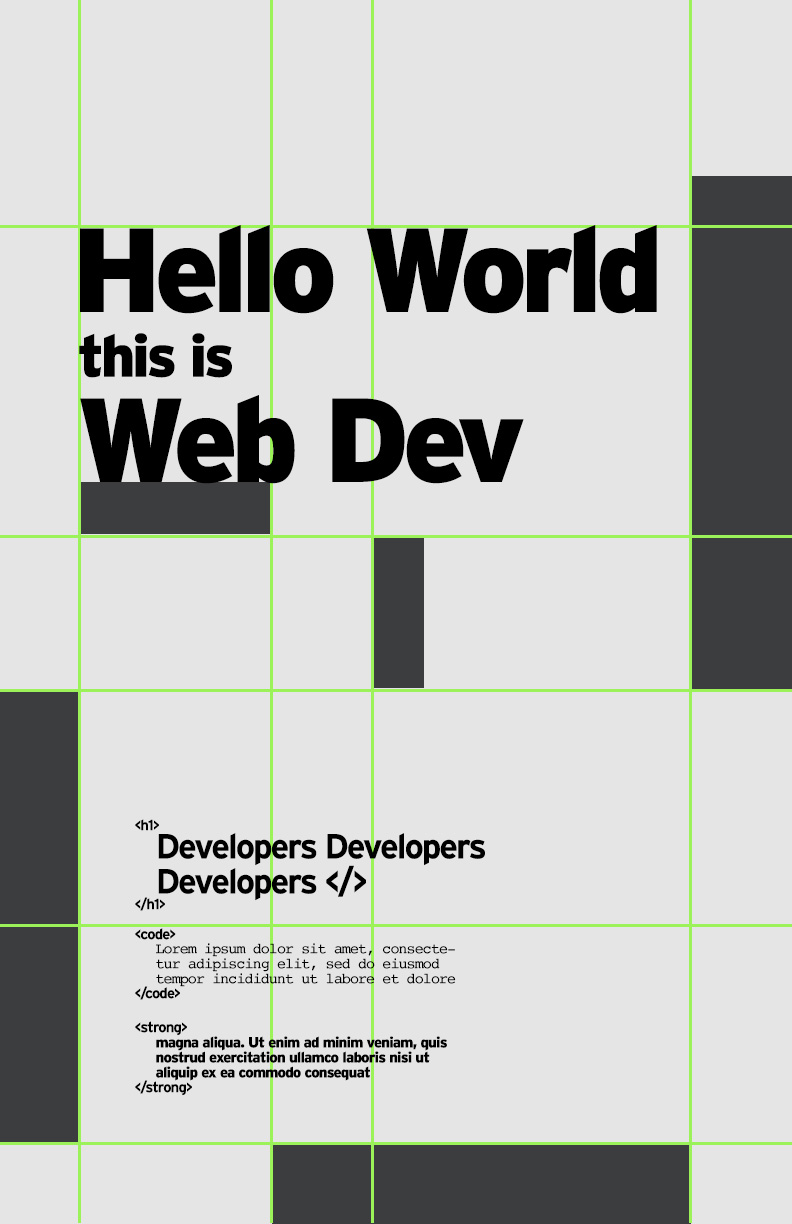 Hello World
this is
Web Dev
<h1>
Developers Developers
Developers </>
</h1>
<code>
Lorem ipsum dolor sit amet, consecte-
tur adipiscing elit, sed do eiusmod
tempor incididunt ut labore et dolore
</code>
<strong>
magna aliqua. Ut enim ad minim veniam, quis
nostrud exercitation ullamco laboris nisi ut
aliquip ex ea commodo consequat
</strong>